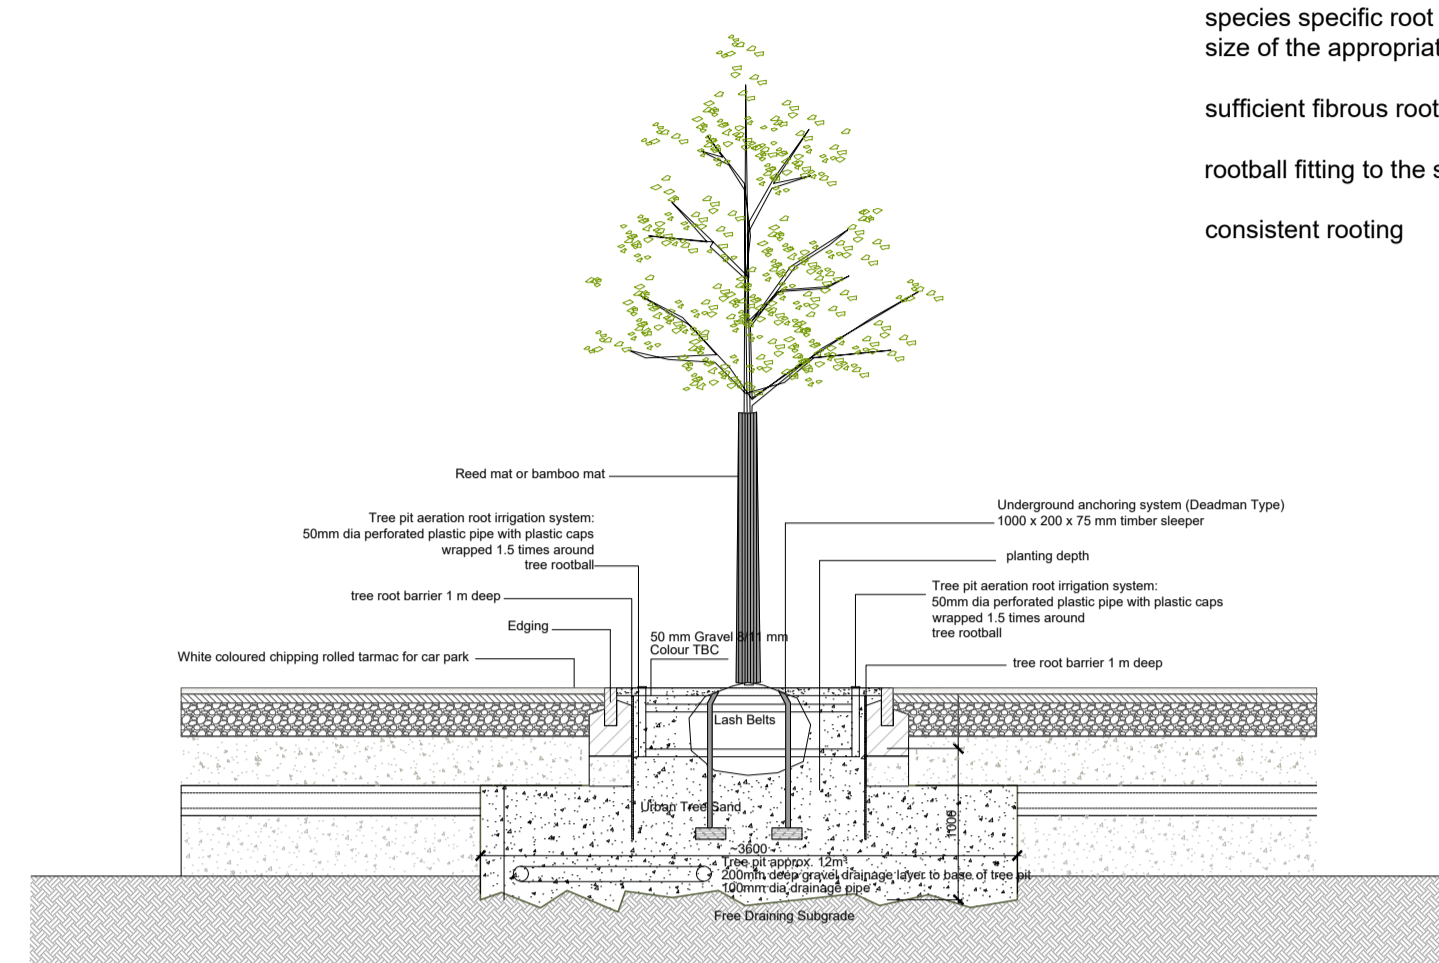 species specific root
size of the appropriat
sufficient fibrous root
rootball fitting to the s
consistent rooting
Reed mat or bamboo mat
Underground anchoring system (Deadman Type)
1000 x 200 x 75 mm timber sleeper
Tree pit aeration root irrigation system:
50mm dia perforated plastic pipe with plastic caps
wrapped 1.5 times around
tree rootball
planting depth
Tree pit aeration root irrigation system:
50mm dia perforated plastic pipe with plastic caps
wrapped 1.5 times around
tree rootball
tree root barrier 1 m deep
Edging
50 mm Gravel 8/11 mm
Colour TBC
White coloured chipping rolled tarmac for car park
tree root barrier 1 m deep
Lash Belts
Urban Tree Sand
1000
3600
Tree pit approx. 12m³
200mm deep gravel drainage layer to base of tree pit
100mm dia drainage pipe
Free Draining Subgrade